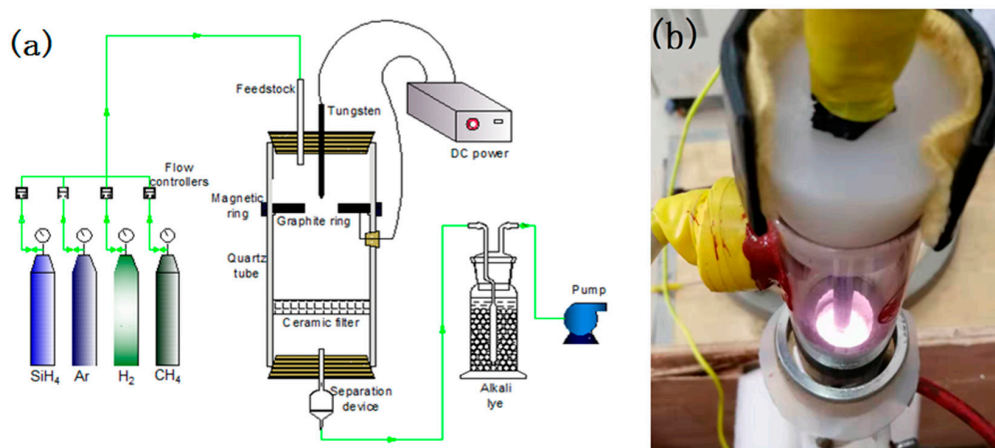 (a)
Feedstock
Tungsten
DC power
Flow
controllers
Magnetic
ring
Graphite ring
Quartz
tube
Pump
Ceramic filter
SiH4
Ar
H2
CH4
Separation
device
Alkali
lye
(b)